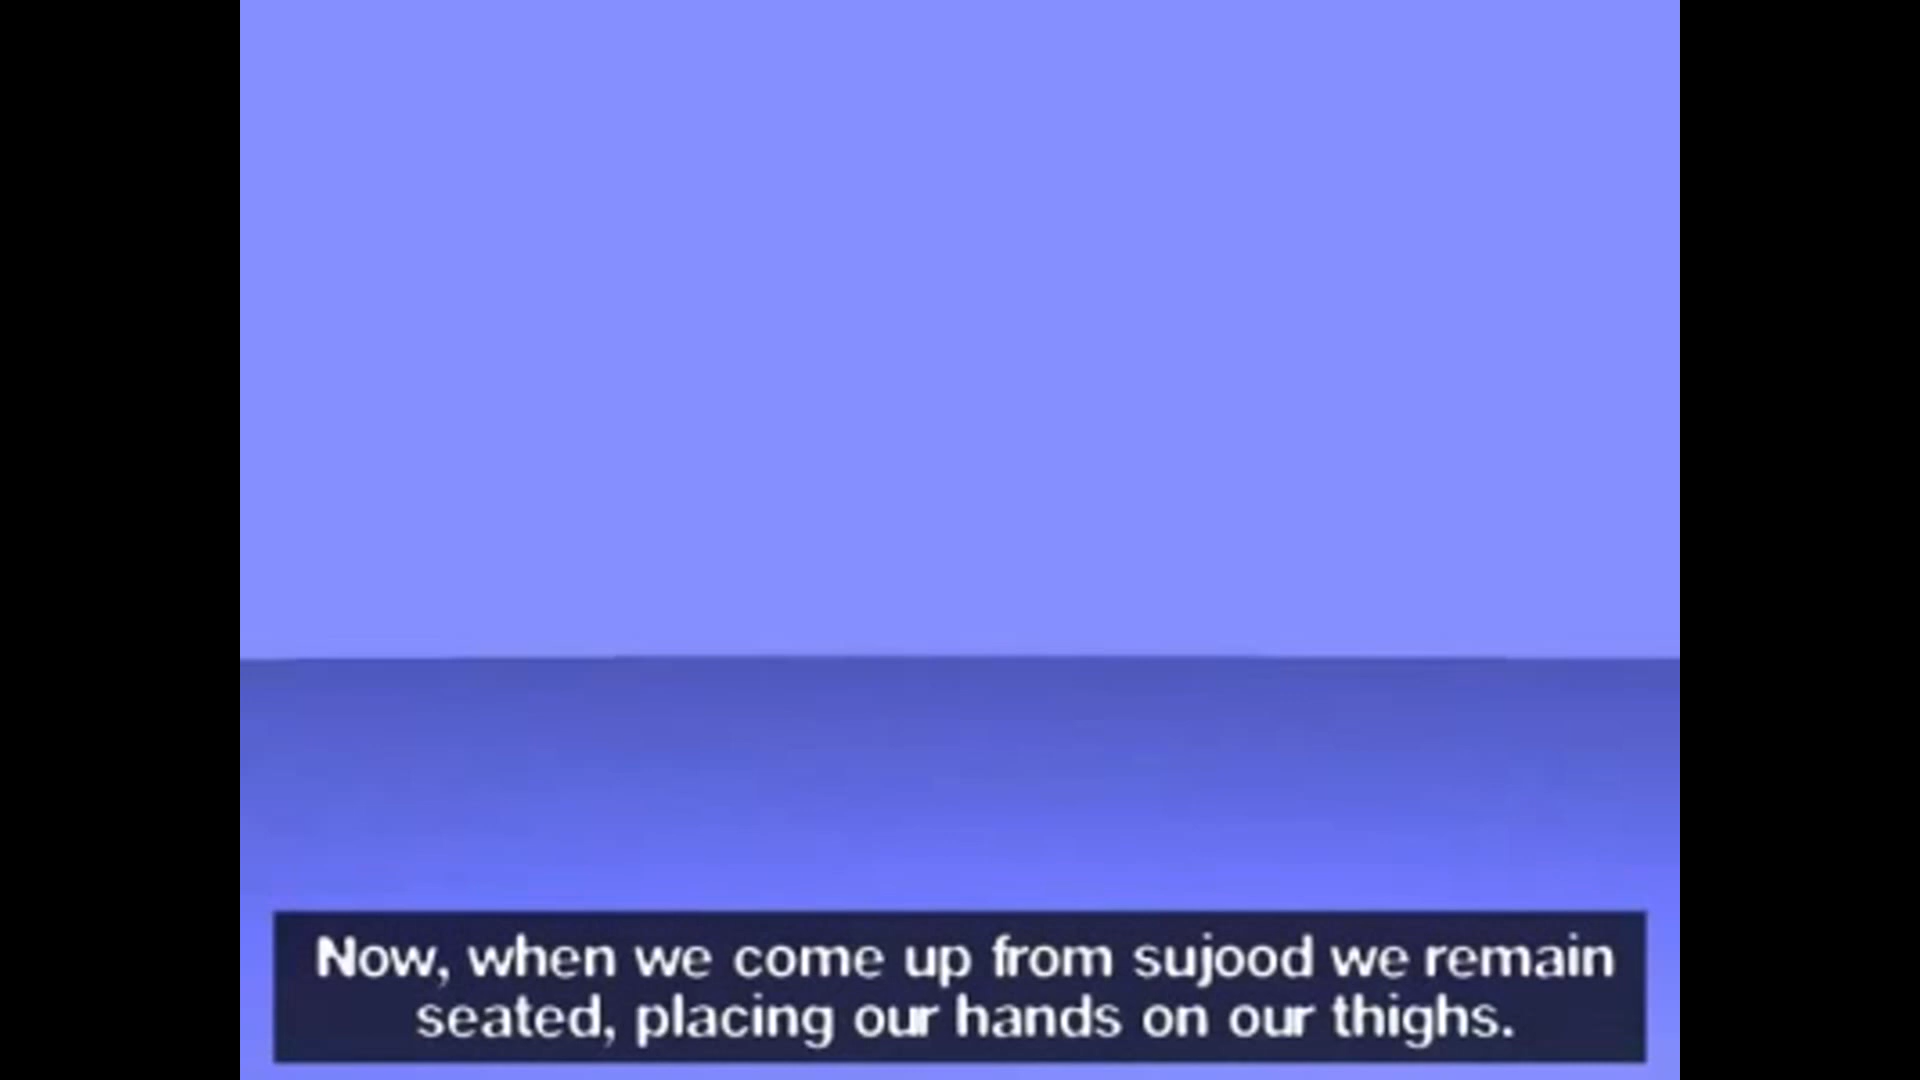 Now, when we come up from sujood we remain
seated, placing our hands on our thighs.